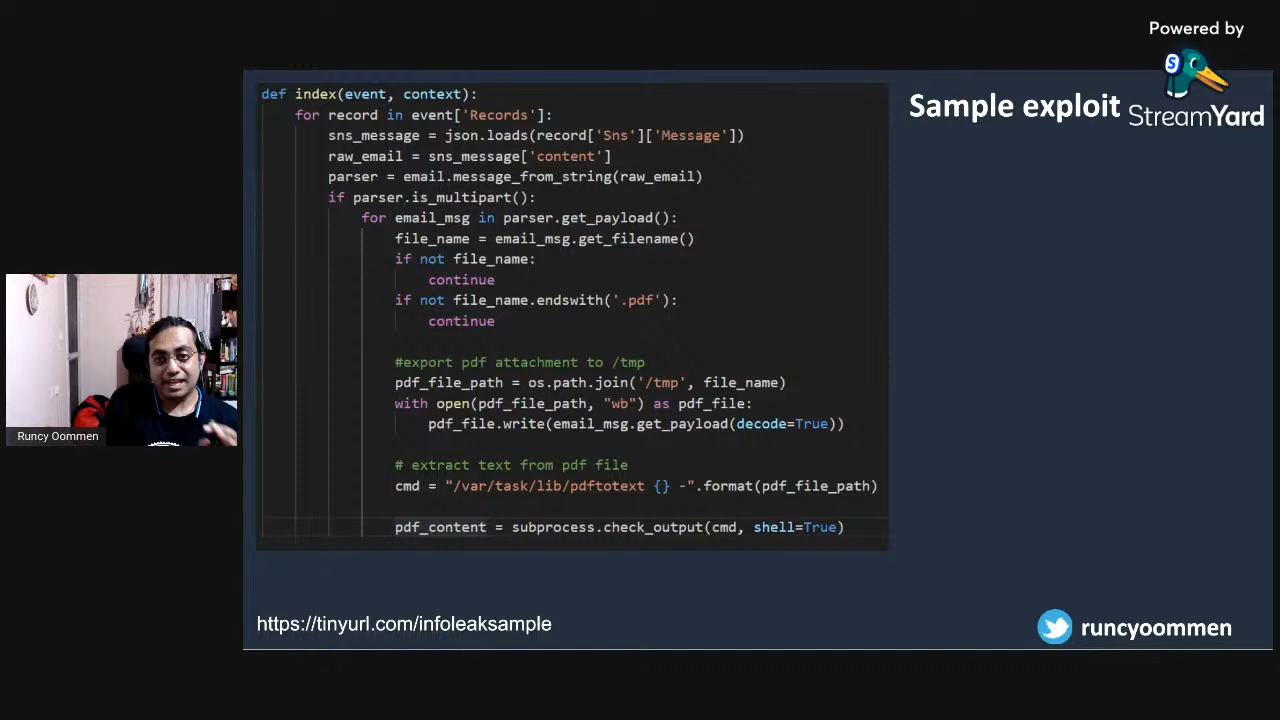 Powered by
StreamYard
Sample exploit
def index(event, context):
    for record in event['Records']:
        sns_message = json.loads(record['Sns']['Message'])
        raw_email = sns_message['content']
        parser = email.message_from_string(raw_email)
        if parser.is_multipart():
            for email_msg in parser.get_payload():
                file_name = email_msg.get_filename()
                if not file_name:
                    continue
                if not file_name.endswith('.pdf'):
                    continue
                #export pdf attachment to /tmp
                pdf_file_path = os.path.join('/tmp', file_name)
                with open(pdf_file_path, "wb") as pdf_file:
                    pdf_file.write(email_msg.get_payload(decode=True))
                # extract text from pdf file
                cmd = "/var/task/lib/pdftotext {} -".format(pdf_file_path)
                pdf_content = subprocess.check_output(cmd, shell=True)
Runcy Oommen
https://tinyurl.com/infoleaksample
runcyoommen